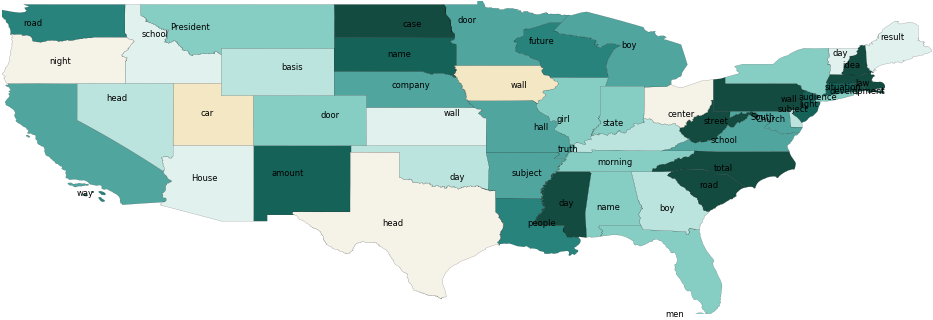 road
school
President
case
door
future
boy
result
night
basis
name
day
idea
head
company
wall
law
situation
development
car
door
wall
audience
wall
light
subject
center
South
Church
street
hall
girl
state
school
truth
House
amount
day
subject
morning
total
way
road
head
people
day
name
boy
men